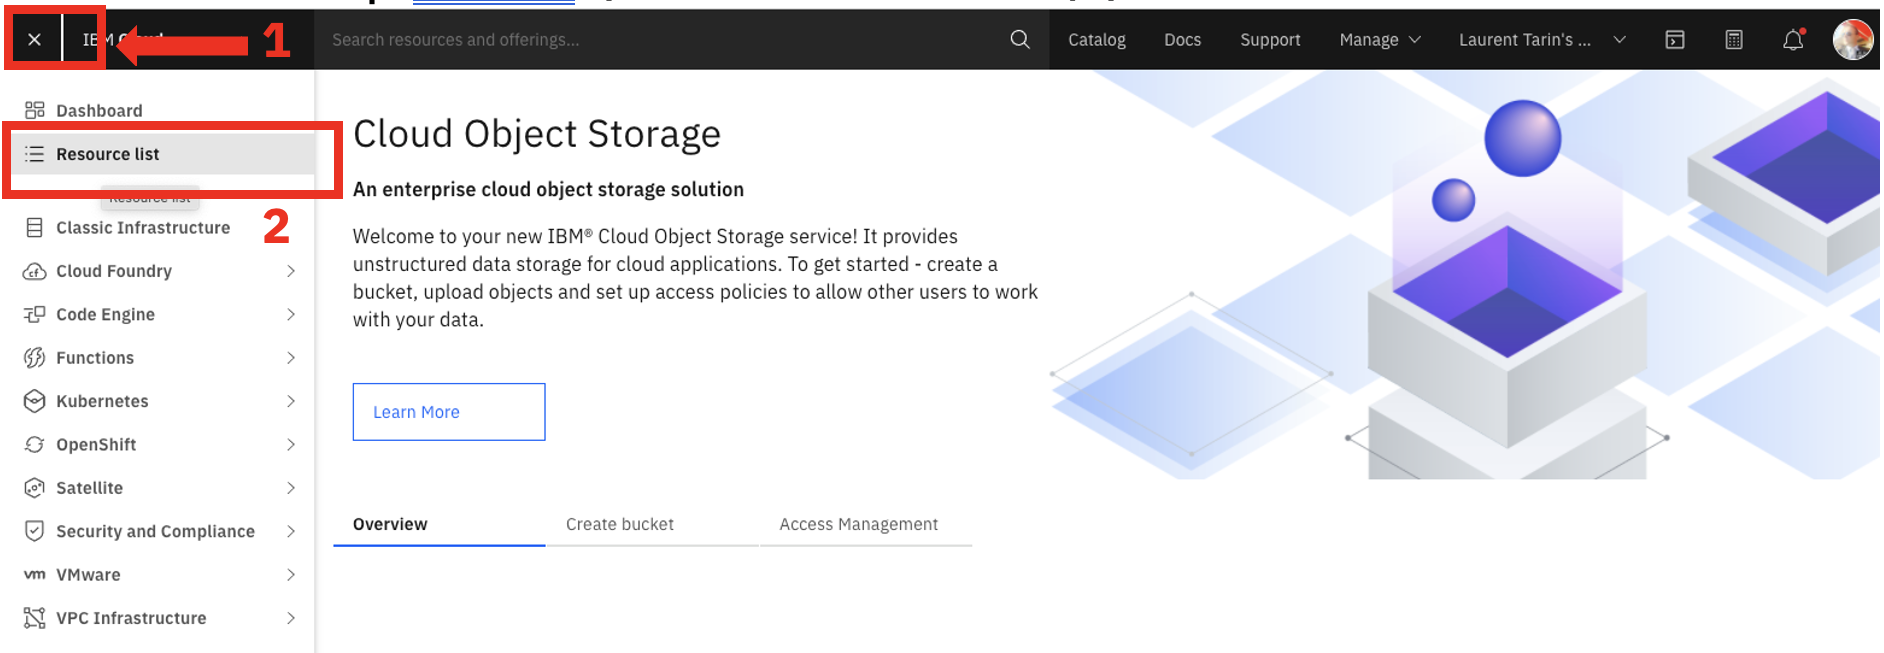 IBM Cloud
1
Search resources and offerings...
Catalog
Docs
Support
Manage
Laurent Tarin's ...
Dashboard
Resource list
Resource list
2
Classic Infrastructure
Cloud Foundry
Code Engine
Functions
Kubernetes
OpenShift
Satellite
Security and Compliance
vm VMware
VPC Infrastructure
Cloud Object Storage
An enterprise cloud object storage solution
Welcome to your new IBM® Cloud Object Storage service! It provides
unstructured data storage for cloud applications. To get started - create a
bucket, upload objects and set up access policies to allow other users to work
with your data.
Learn More
Overview
Create bucket
Access Management